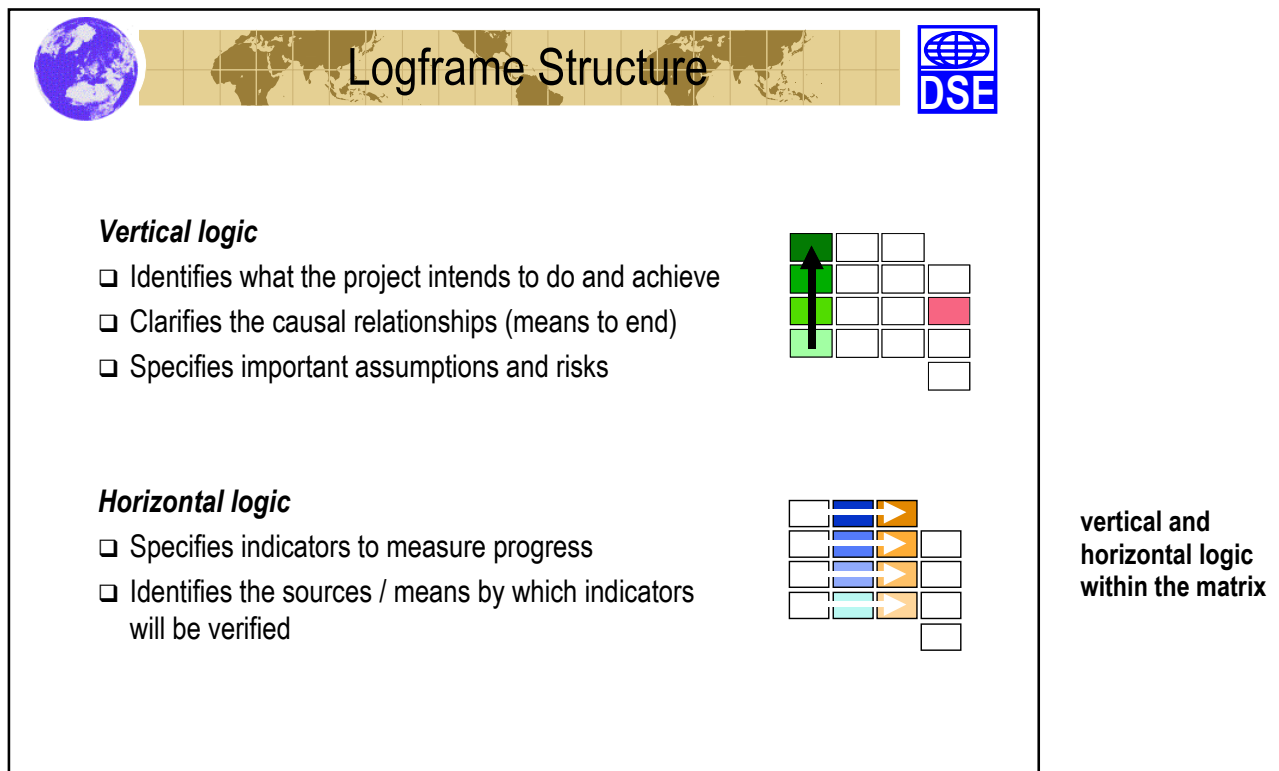 Logframe Structure
DSE
Vertical logic
❑ Identifies what the project intends to do and achieve
❑ Clarifies the causal relationships (means to end)
❑ Specifies important assumptions and risks
Horizontal logic
❑ Specifies indicators to measure progress
❑ Identifies the sources / means by which indicators
will be verified
vertical and
horizontal logic
within the matrix